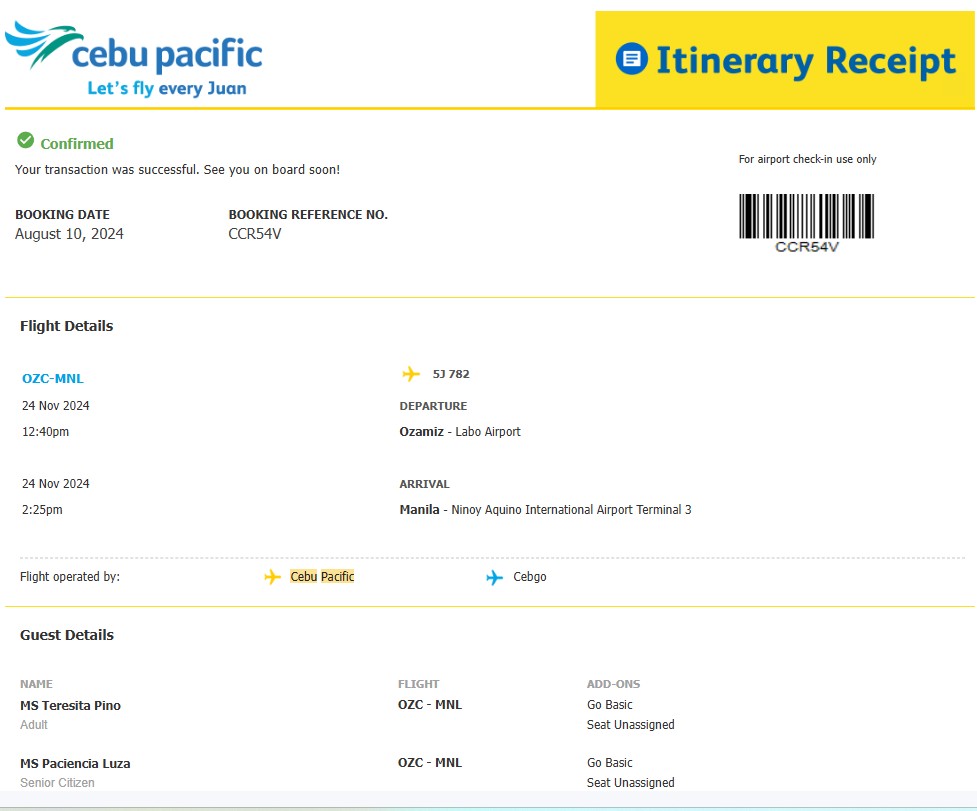 cebu pacific
Let's fly every Juan
Itinerary Receipt
Confirmed
Your transaction was successful. See you on board soon!
For airport check-in use only
BOOKING DATE
BOOKING REFERENCE NO.
August 10, 2024
CCR54V
CCR54V
Flight Details
OZC-MNL
5J 782
24 Nov 2024
DEPARTURE
12:40pm
Ozamiz - Labo Airport
24 Nov 2024
ARRIVAL
2:25pm
Manila - Ninoy Aquino International Airport Terminal 3
Flight operated by:
Cebu Pacific
Cebgo
Guest Details
NAME
FLIGHT
ADD-ONS
MS Teresita Pino
OZC - MNL
Go Basic
Adult
Seat Unassigned
MS Paciencia Luza
OZC - MNL
Go Basic
Senior Citizen
Seat Unassigned